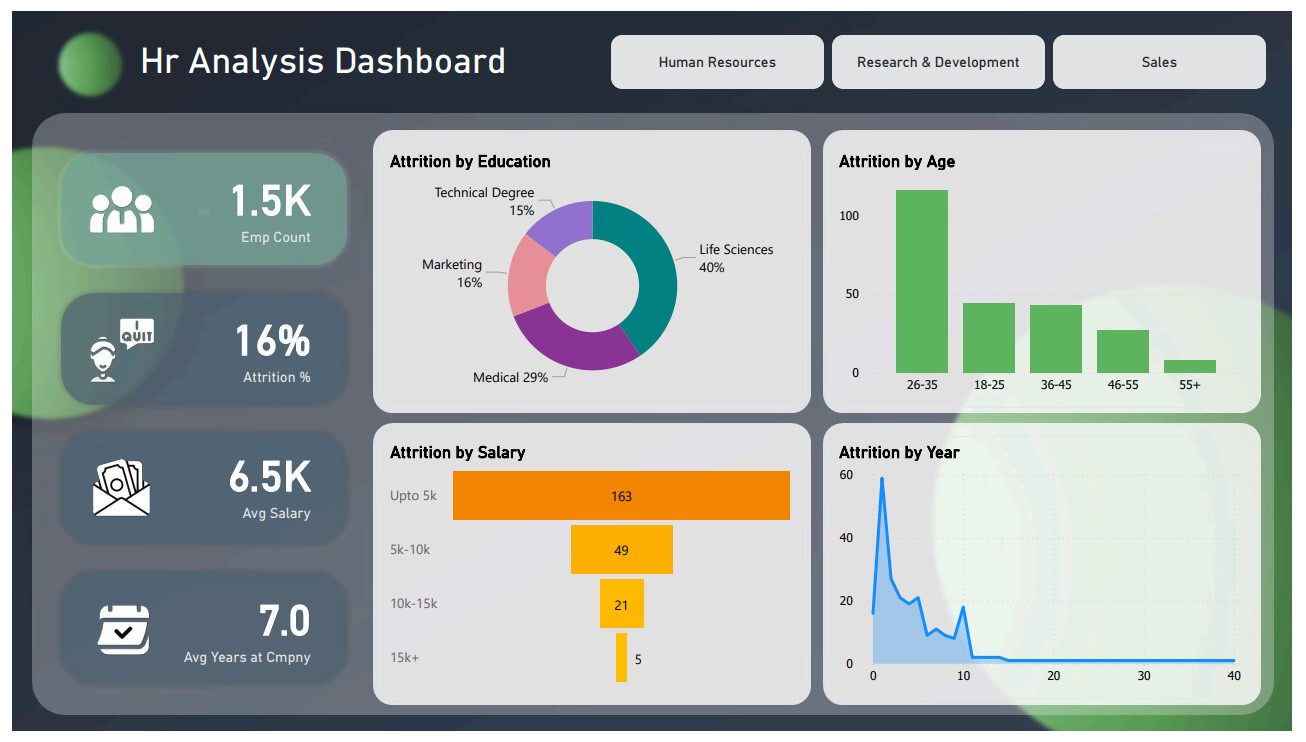 Hr Analysis Dashboard
Human Resources
Research & Development
Sales
1.5K
Emp Count
I
QUIT
16%
Attrition %
6.5K
Avg Salary
7.0
Avg Years at Cmpny
Attrition by Education
Technical Degree
15%
Life Sciences
40%
Marketing
16%
Medical 29%
Attrition by Age
100
50
0
26-35
18-25
36-45
46-55
55+
Attrition by Salary
Upto 5k
163
5k-10k
49
10k-15k
21
15k+
5
Attrition by Year
60
40
20
0
0
10
20
30
40